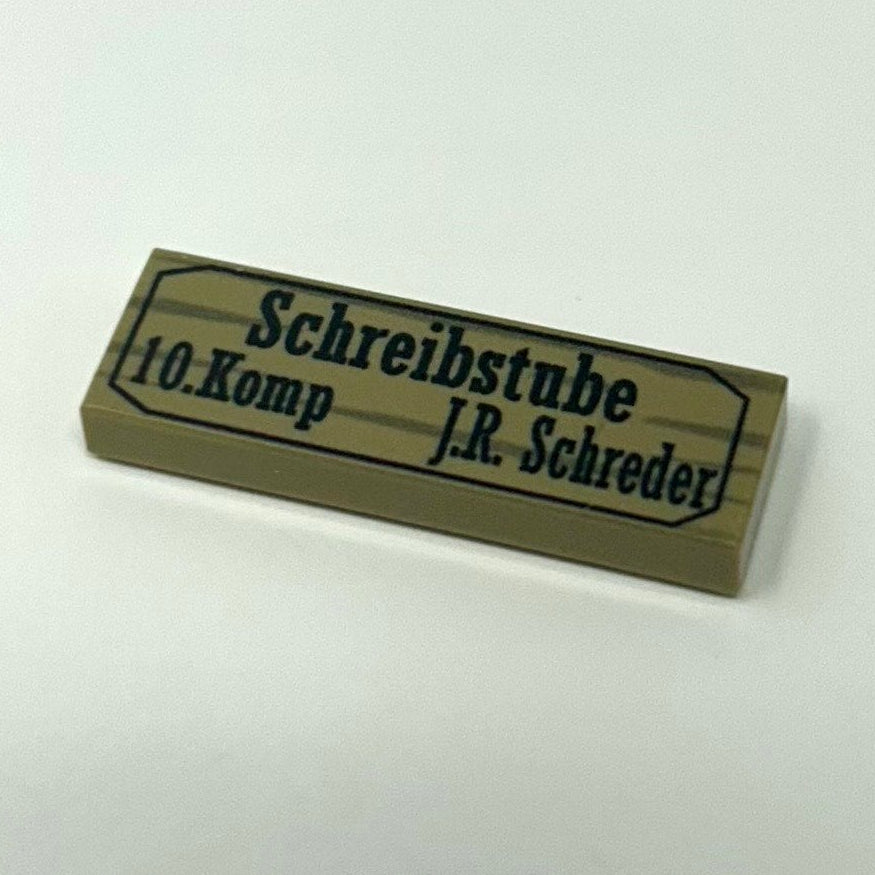 Schreibstube
10.Komp
J.R. Schreder